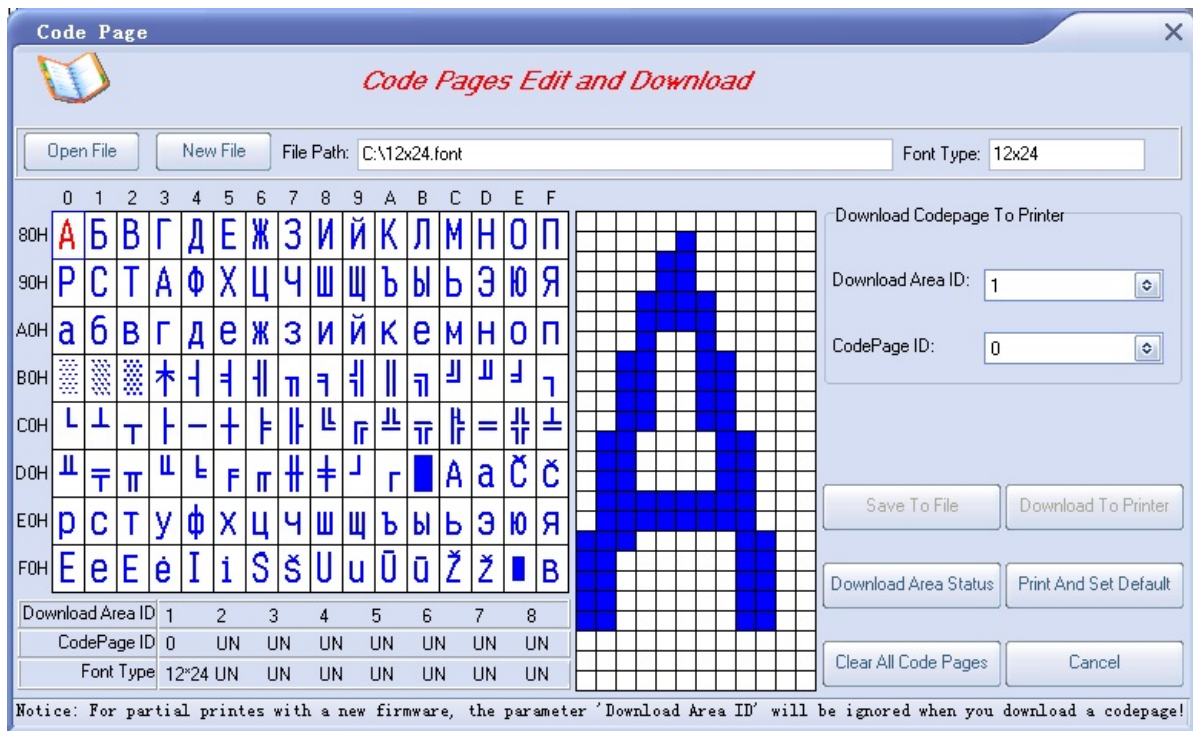 Code Page
Code Pages Edit and Download
Open File New File File Path: C:\12x24.font Font Type: 12x24
0 1 2 3 4 5 6 7 8 9 A B C D E F
80H А Б В Г Д Е Ж З И Й К Л М Н О П
90H Р С Т А Ф Х Ц Ч Ш Щ Ъ Ы Ь Э Ю Я
A0H а б в г д е ж з и й к е м н о п
B0H ░ ▒ ▓ ┤ ╡ ╢ ╖ ╕ ╣ ║ ╗ ╝ ╜ ╛ ┐
C0H └ ┴ ┬ ├ ─ ┼ ╞ ╟ ╚ ╔ ╩ ╦ ╠ ═ ╬ ╧
D0H ╨ ╤ ╥ ╙ ╘ ╒ ╓ ╫ ╪ ┘ ┌ █ A a Č č
E0H р с т у ф х ц ч ш щ ъ ы ь э ю я
F0H E e E ė I i S š U u Ū ū Ž ž ■ B
Download Codepage To Printer
Download Area ID: 1
CodePage ID: 0
Save To File Download To Printer
Download Area Status Print And Set Default
Clear All Code Pages Cancel
Download Area ID 1 2 3 4 5 6 7 8
CodePage ID 0 UN UN UN UN UN UN UN
Font Type 12*24 UN UN UN UN UN UN UN
Notice: For partial printes with a new firmware, the parameter 'Download Area ID' will be ignored when you download a codepage!